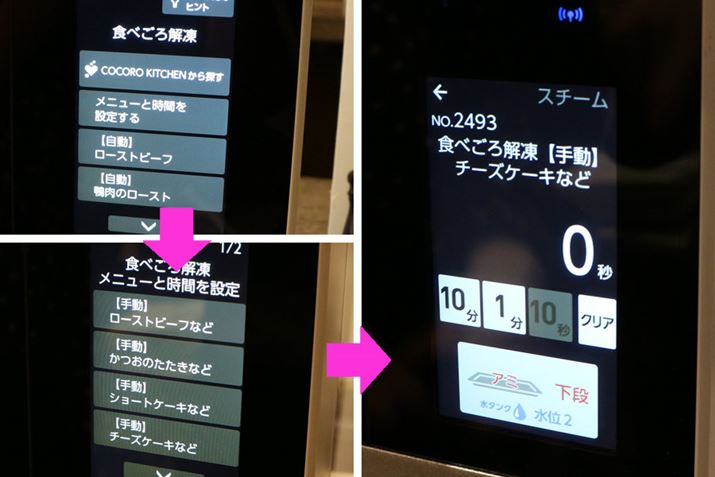 ヒント
食べごろ解凍
COCORO KITCHENから探す
メニューと時間を
設定する
【自動】
ローストビーフ
【自動】
鴨肉のロースト
1/2
食べごろ解凍
メニューと時間を設定
【手動】
ローストビーフなど
【手動】
かつおのたたきなど
【手動】
ショートケーキなど
【手動】
チーズケーキなど
スチーム
NO.2493
食べごろ解凍【手動】
チーズケーキなど
0秒
10分 1分 10秒 クリア
アミ 下段
水タンク 水位2